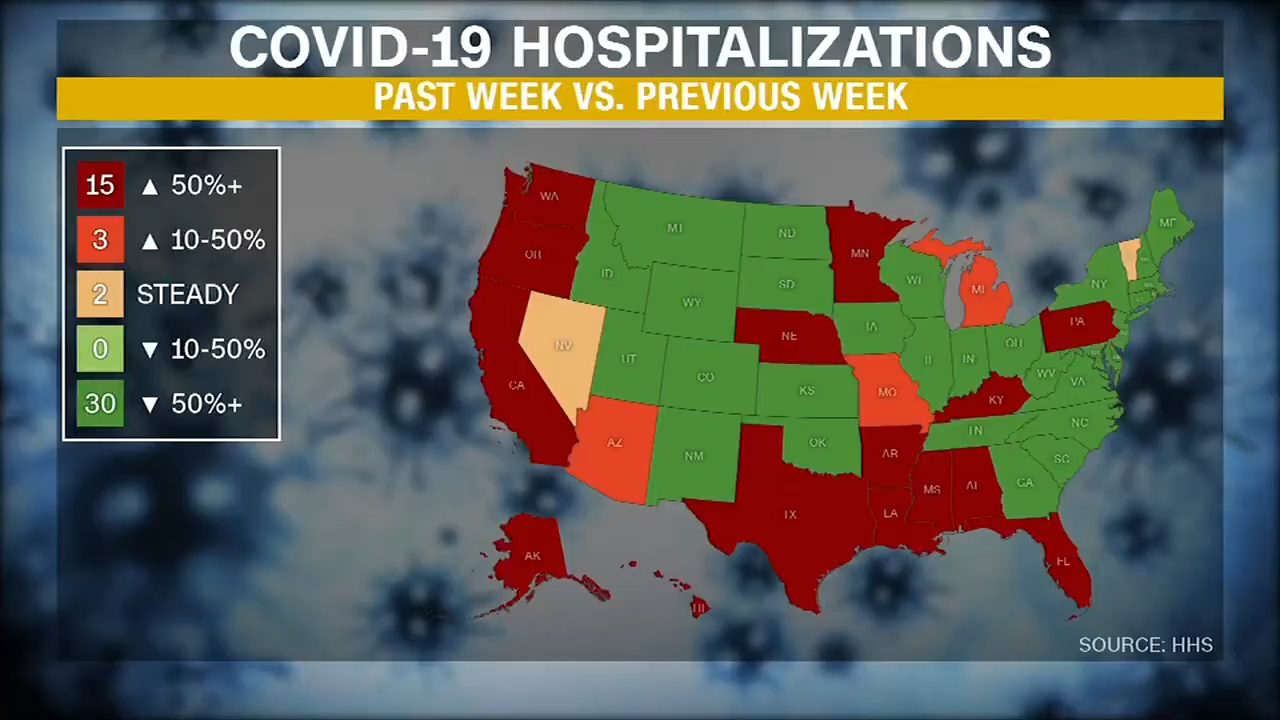 COVID-19 HOSPITALIZATIONS
PAST WEEK VS. PREVIOUS WEEK
15 ▲ 50%+
3 ▲ 10-50%
2 STEADY
0 ▼ 10-50%
30 ▼ 50%+
WA
MT
ND
MN
ME
OR
ID
SD
WI
MI
NY
WY
NV
UT
NE
IA
PA
CA
CO
KS
MO
IL
IN
OH
WV
VA
KY
AZ
NM
OK
AR
TN
NC
SC
TX
LA
MS
AL
GA
AK
HI
FL
SOURCE: HHS